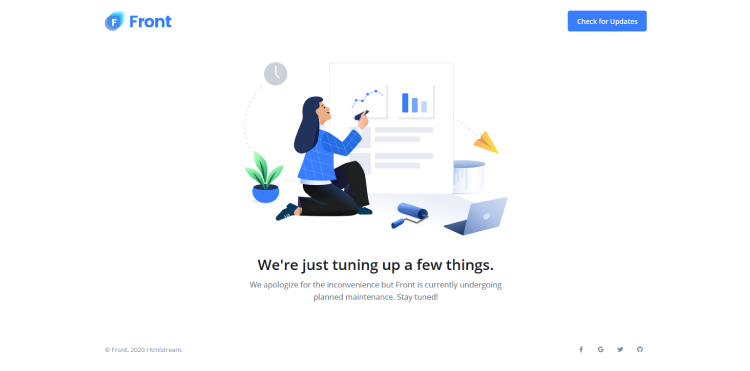 F Front
Check for Updates
We're just tuning up a few things.
We apologize for the inconvenience but Front is currently undergoing
planned maintenance. Stay tuned!
© Front. 2020 Htmlstream.